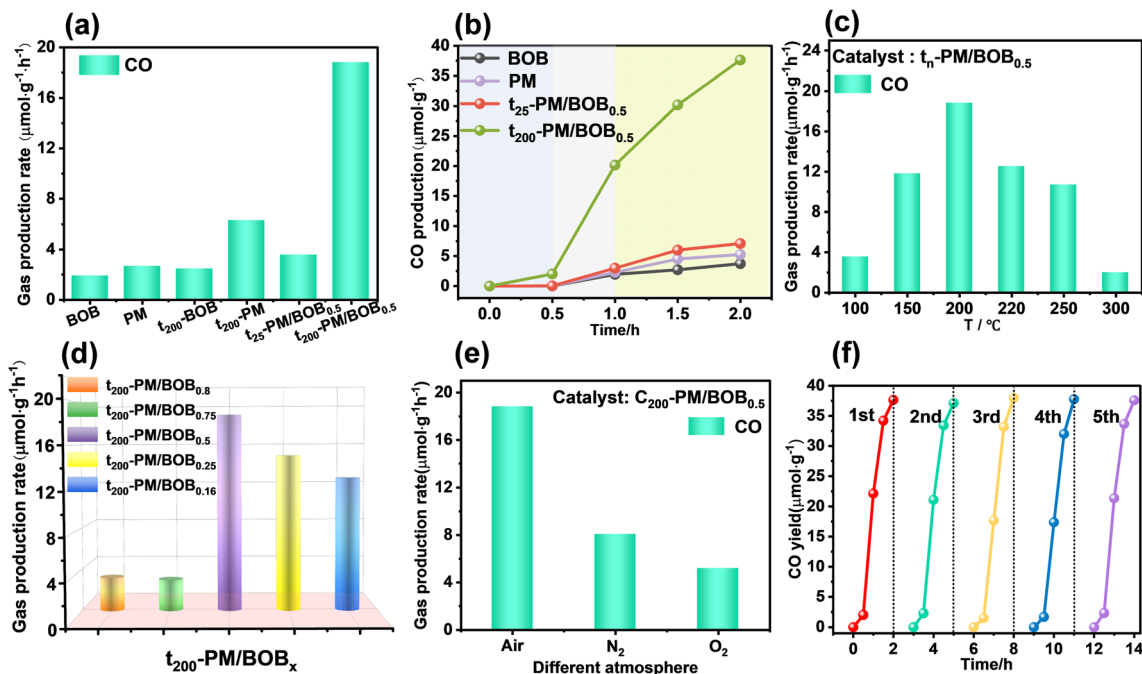 (a)
Gas production rate (μmol·g⁻¹·h⁻¹)
20
16
12
8
4
0
CO
BOB
PM
t₂₀₀-BOB
t₂₀₀-PM
t₂₅-PM/BOB₀.₅
t₂₀₀-PM/BOB₀.₅
(b)
CO production (μmol·g⁻¹)
40
35
30
25
20
15
10
5
0
BOB
PM
t₂₅-PM/BOB₀.₅
t₂₀₀-PM/BOB₀.₅
0.0 0.5 1.0 1.5 2.0
Time/h
(c)
Gas production rate(μmol·g⁻¹h⁻¹)
24
20
16
12
8
4
0
Catalyst : tₙ-PM/BOB₀.₅
CO
100 150 200 220 250 300
T / ℃
(d)
Gas production rate(μmol·g⁻¹h⁻¹)
22
20
16
12
8
4
0
t₂₀₀-PM/BOB₀.₈
t₂₀₀-PM/BOB₀.₇₅
t₂₀₀-PM/BOB₀.₅
t₂₀₀-PM/BOB₀.₂₅
t₂₀₀-PM/BOB₀.₁₆
t₂₀₀-PM/BOBₓ
(e)
Gas production rate(μmol·g⁻¹h⁻¹)
20
16
12
8
4
0
Catalyst: C₂₀₀-PM/BOB₀.₅
CO
Air N₂ O₂
Different atmosphere
(f)
CO yield(μmol·g⁻¹)
40
35
30
25
20
15
10
5
0
1st 2nd 3rd 4th 5th
0 2 4 6 8 10 12 14
Time/h